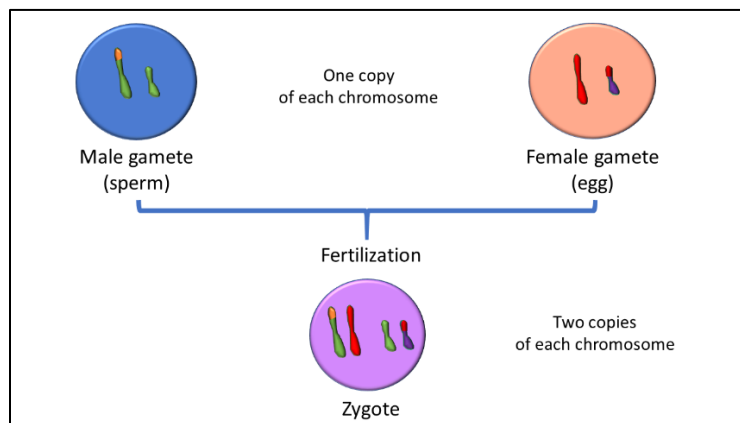 One copy
of each chromosome
Male gamete
(sperm)
Female gamete
(egg)
Fertilization
Two copies
of each chromosome
Zygote